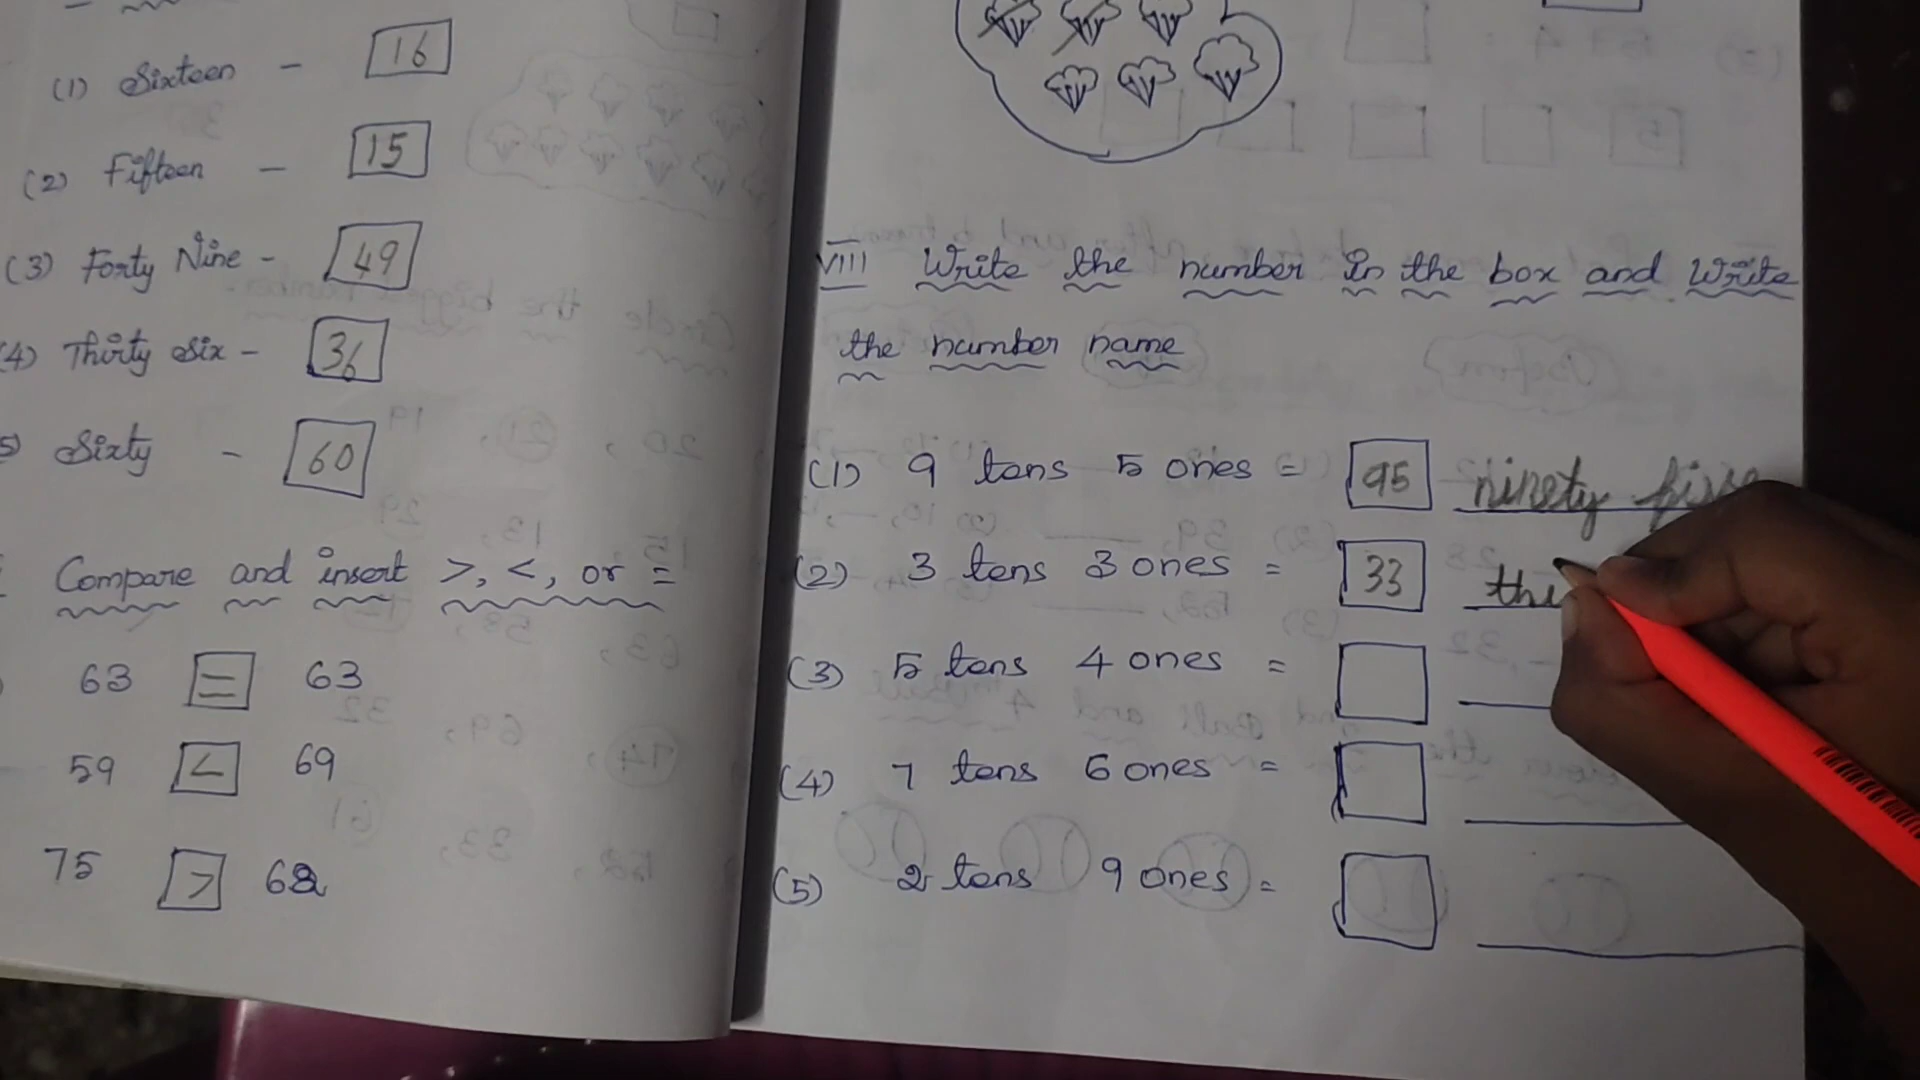 (1) Sixteen - 16
(2) Fifteen - 15
(3) Forty Nine - 49
(4) Thirty Six - 36
5) Sixty - 60
Compare and insert >, <, or =
63 = 63
59 < 69
75 > 62
VIII Write the number in the box and write
the number name
(1) 9 tens 5 ones = 95 ninety five
(2) 3 tens 3 ones = 33 thi
(3) 5 tens 4 ones =
(4) 7 tens 6 ones =
(5) 2 tens 9 ones =